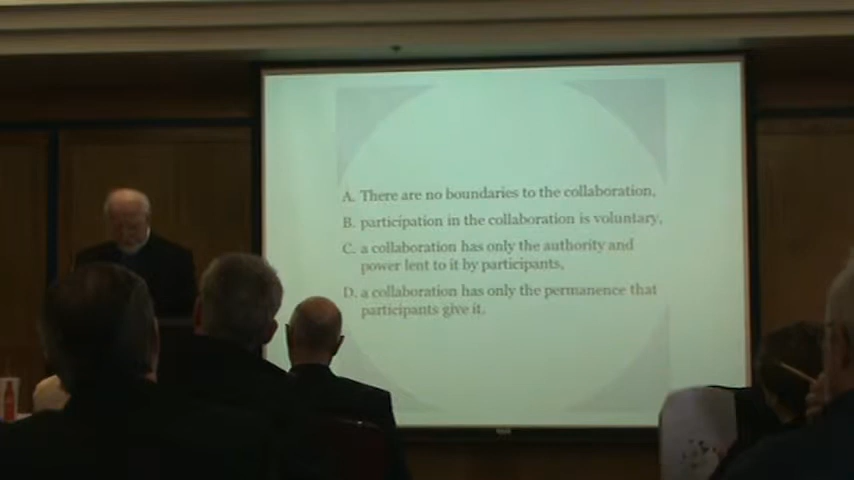 A. There are no boundaries to the collaboration,
B. participation in the collaboration is voluntary,
C. a collaboration has only the authority and
power lent to it by participants,
D. a collaboration has only the permanence that
participants give it.